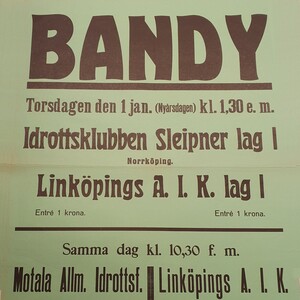 BANDY
Torsdagen den 1 jan. (Nyårsdagen) kl. 1,30 e. m.
Idrottsklubben Sleipner lag I
Norrköping.
Linköpings A. I. K. lag I
Entré 1 krona. Entré 1 krona.
Samma dag kl. 10,30 f. m.
Motala Allm. Idrottsf. Linköpings A. I. K.